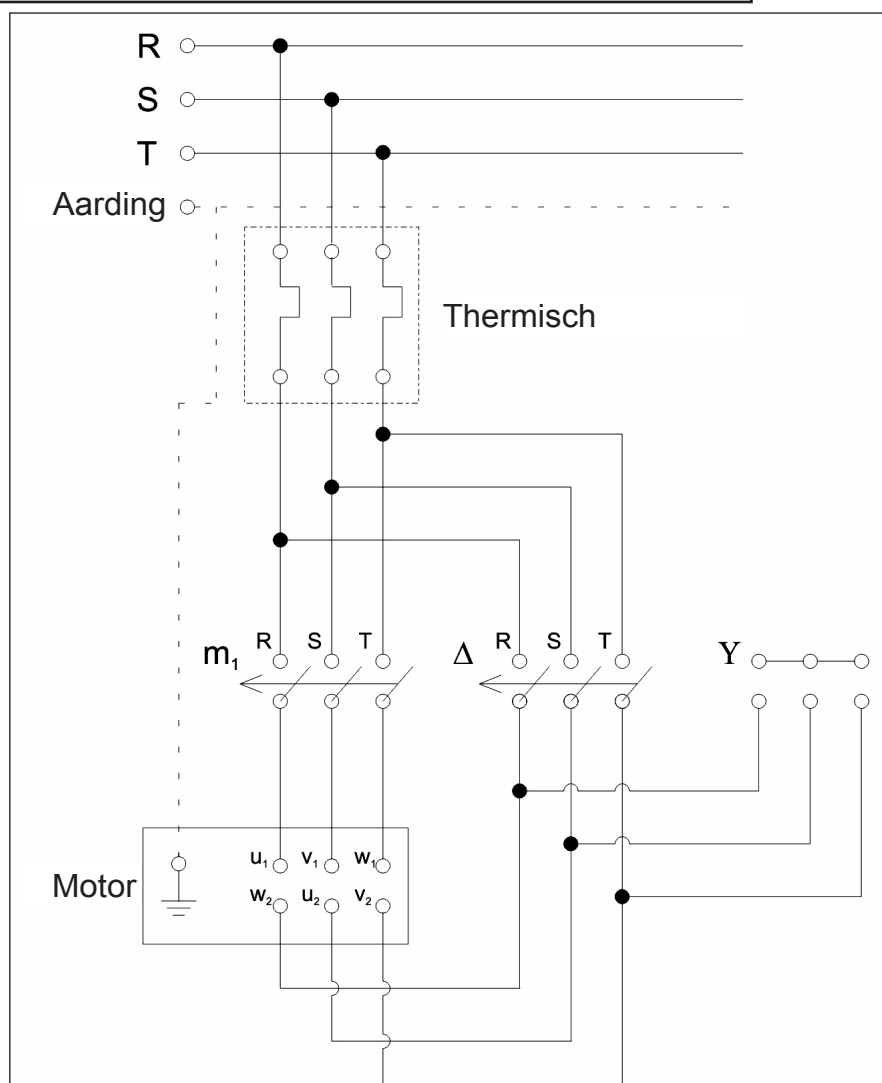 R
S
T
Aarding
Thermisch
m₁ R S T Δ R S T Y
u₁ v₁ w₁
Motor
w₂ u₂ v₂